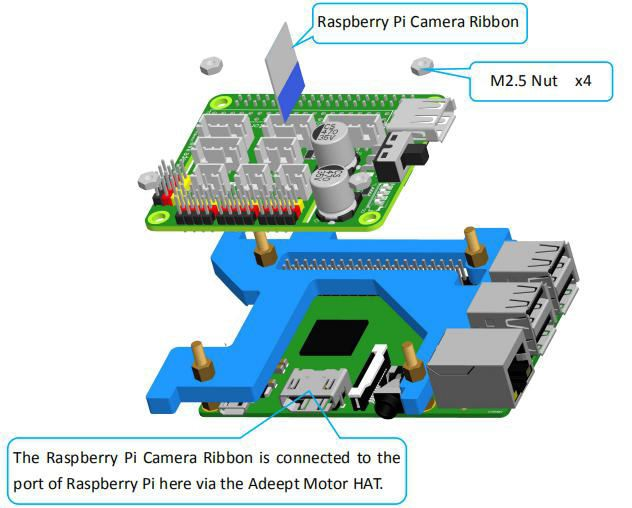 Raspberry Pi Camera Ribbon
M2.5 Nut x4
The Raspberry Pi Camera Ribbon is connected to the
port of Raspberry Pi here via the Adeept Motor HAT.